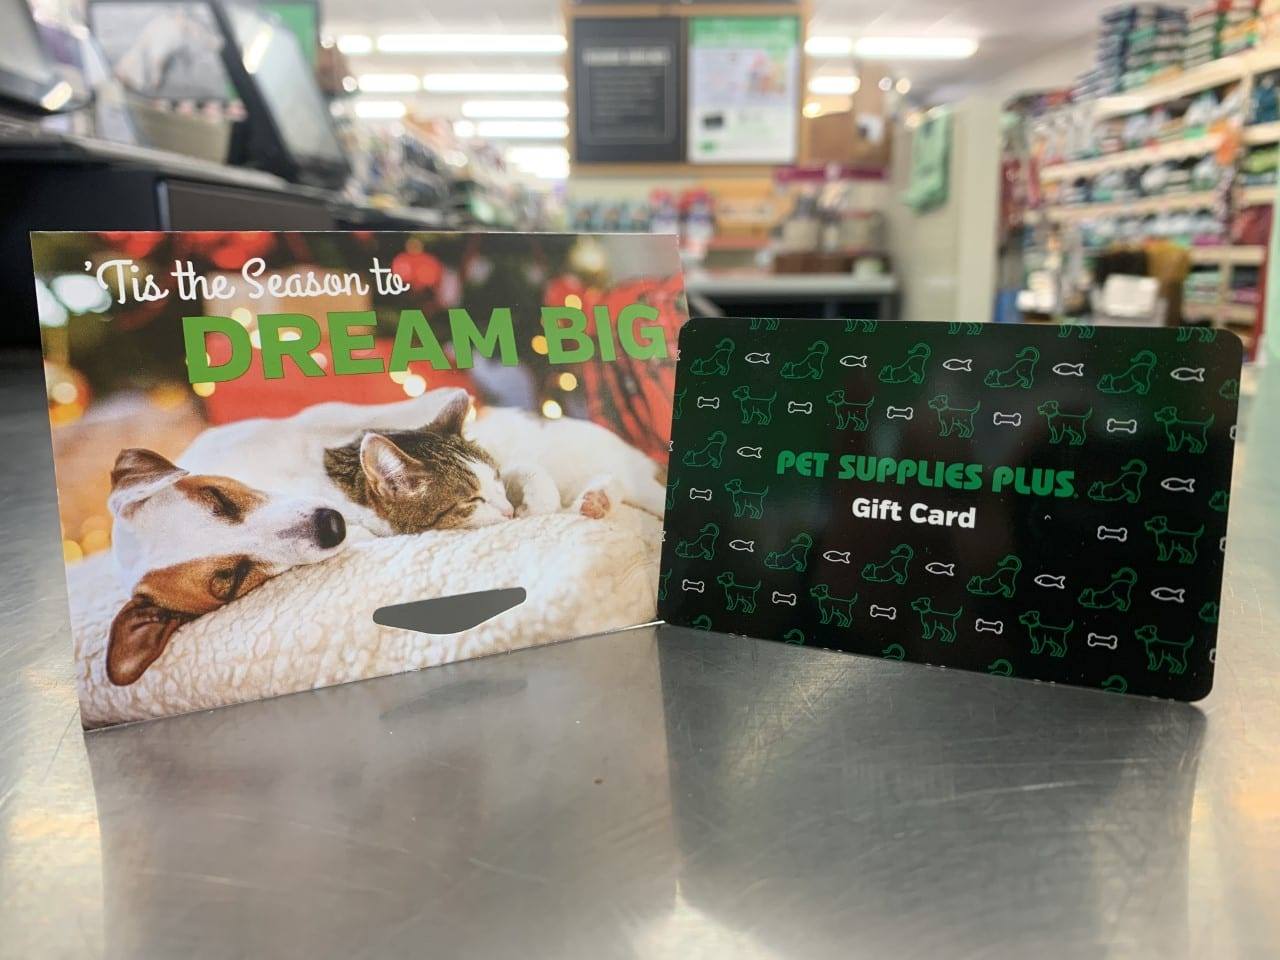 'Tis the Season to
DREAM BIG
PET SUPPLIES PLUS
Gift Card